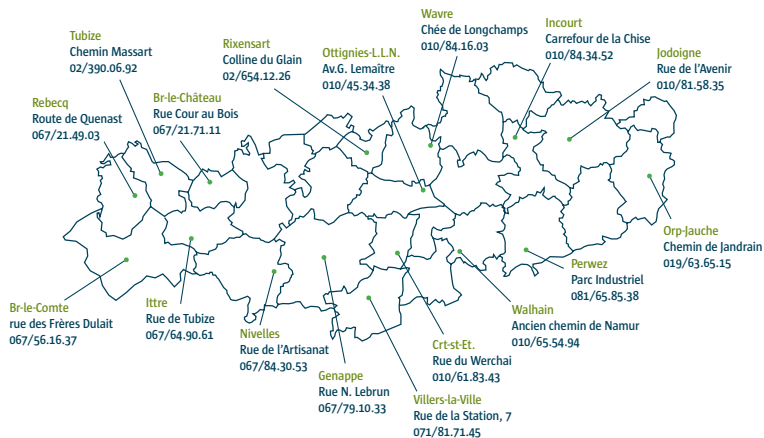 Tubize
Chemin Massart
02/390.06.92
Rebecq
Route de Quenast
067/21.49.03
Br-le-Château
Rue Cour au Bois
067/21.71.11
Rixensart
Colline du Glain
02/654.12.26
Ottignies-L.L.N.
Av.G. Lemaître
010/45.34.38
Wavre
Chée de Longchamps
010/84.16.03
Incourt
Carrefour de la Chise
010/84.34.52
Jodoigne
Rue de l'Avenir
010/81.58.35
Orp-Jauche
Chemin de Jandrain
019/63.65.15
Perwez
Parc Industriel
081/65.85.38
Walhain
Ancien chemin de Namur
010/65.54.94
Crt-st-Et.
Rue du Werchai
010/61.83.43
Villers-la-Ville
Rue de la Station, 7
071/81.71.45
Genappe
Rue N. Lebrun
067/79.10.33
Nivelles
Rue de l'Artisanat
067/84.30.53
Ittre
Rue de Tubize
067/64.90.61
Br-le-Comte
rue des Frères Dulait
067/56.16.37